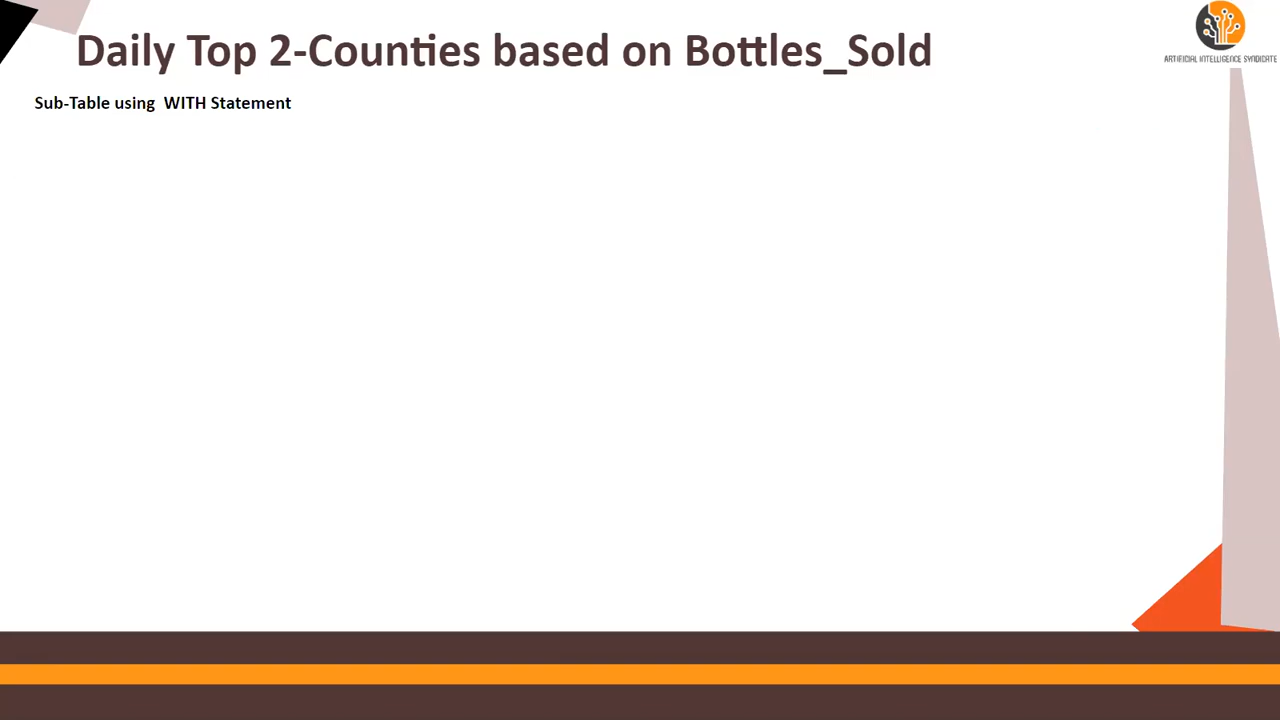 Daily Top 2-Counties based on Bottles_Sold
ARTIFICIAL INTELLIGENCE SYNDICATE
Sub-Table using  WITH Statement